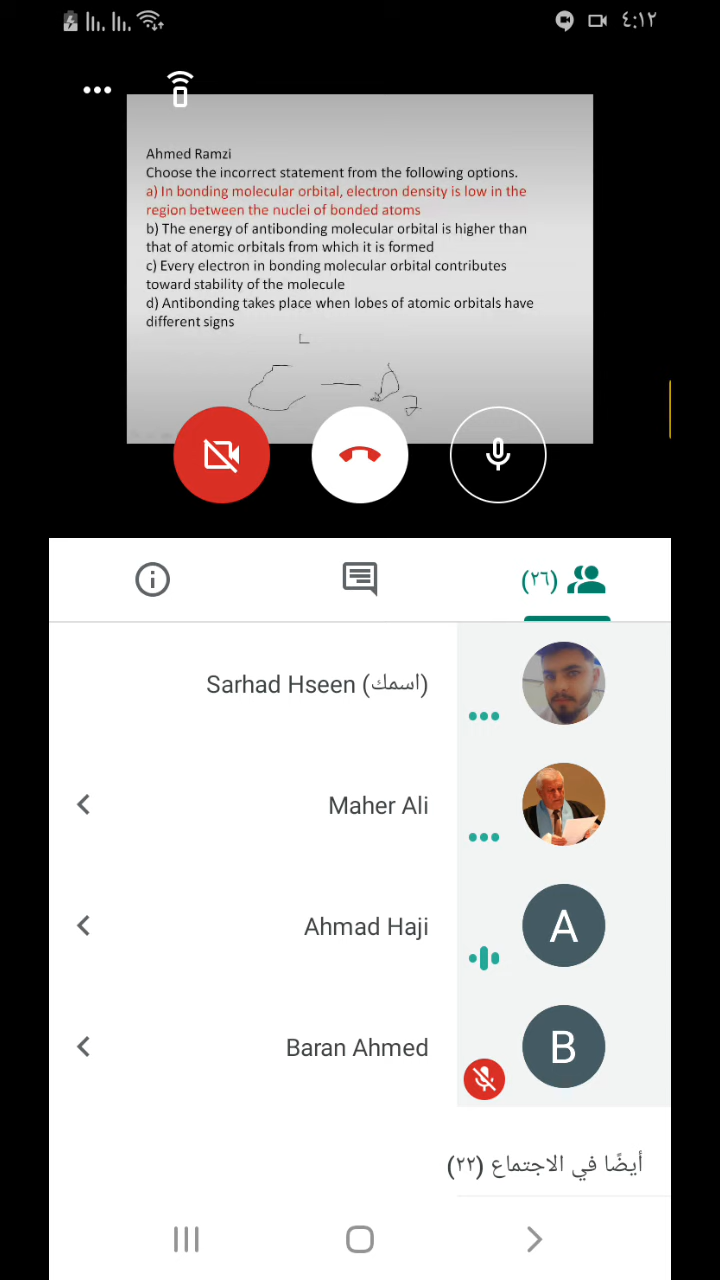 ٤:١٢
Ahmed Ramzi
Choose the incorrect statement from the following options.
a) In bonding molecular orbital, electron density is low in the
region between the nuclei of bonded atoms
b) The energy of antibonding molecular orbital is higher than
that of atomic orbitals from which it is formed
c) Every electron in bonding molecular orbital contributes
toward stability of the molecule
d) Antibonding takes place when lobes of atomic orbitals have
different signs
(٢٦)
Sarhad Hseen (اسمك)
Maher Ali
Ahmad Haji
A
Baran Ahmed
B
أيضًا في الاجتماع (٢٢)